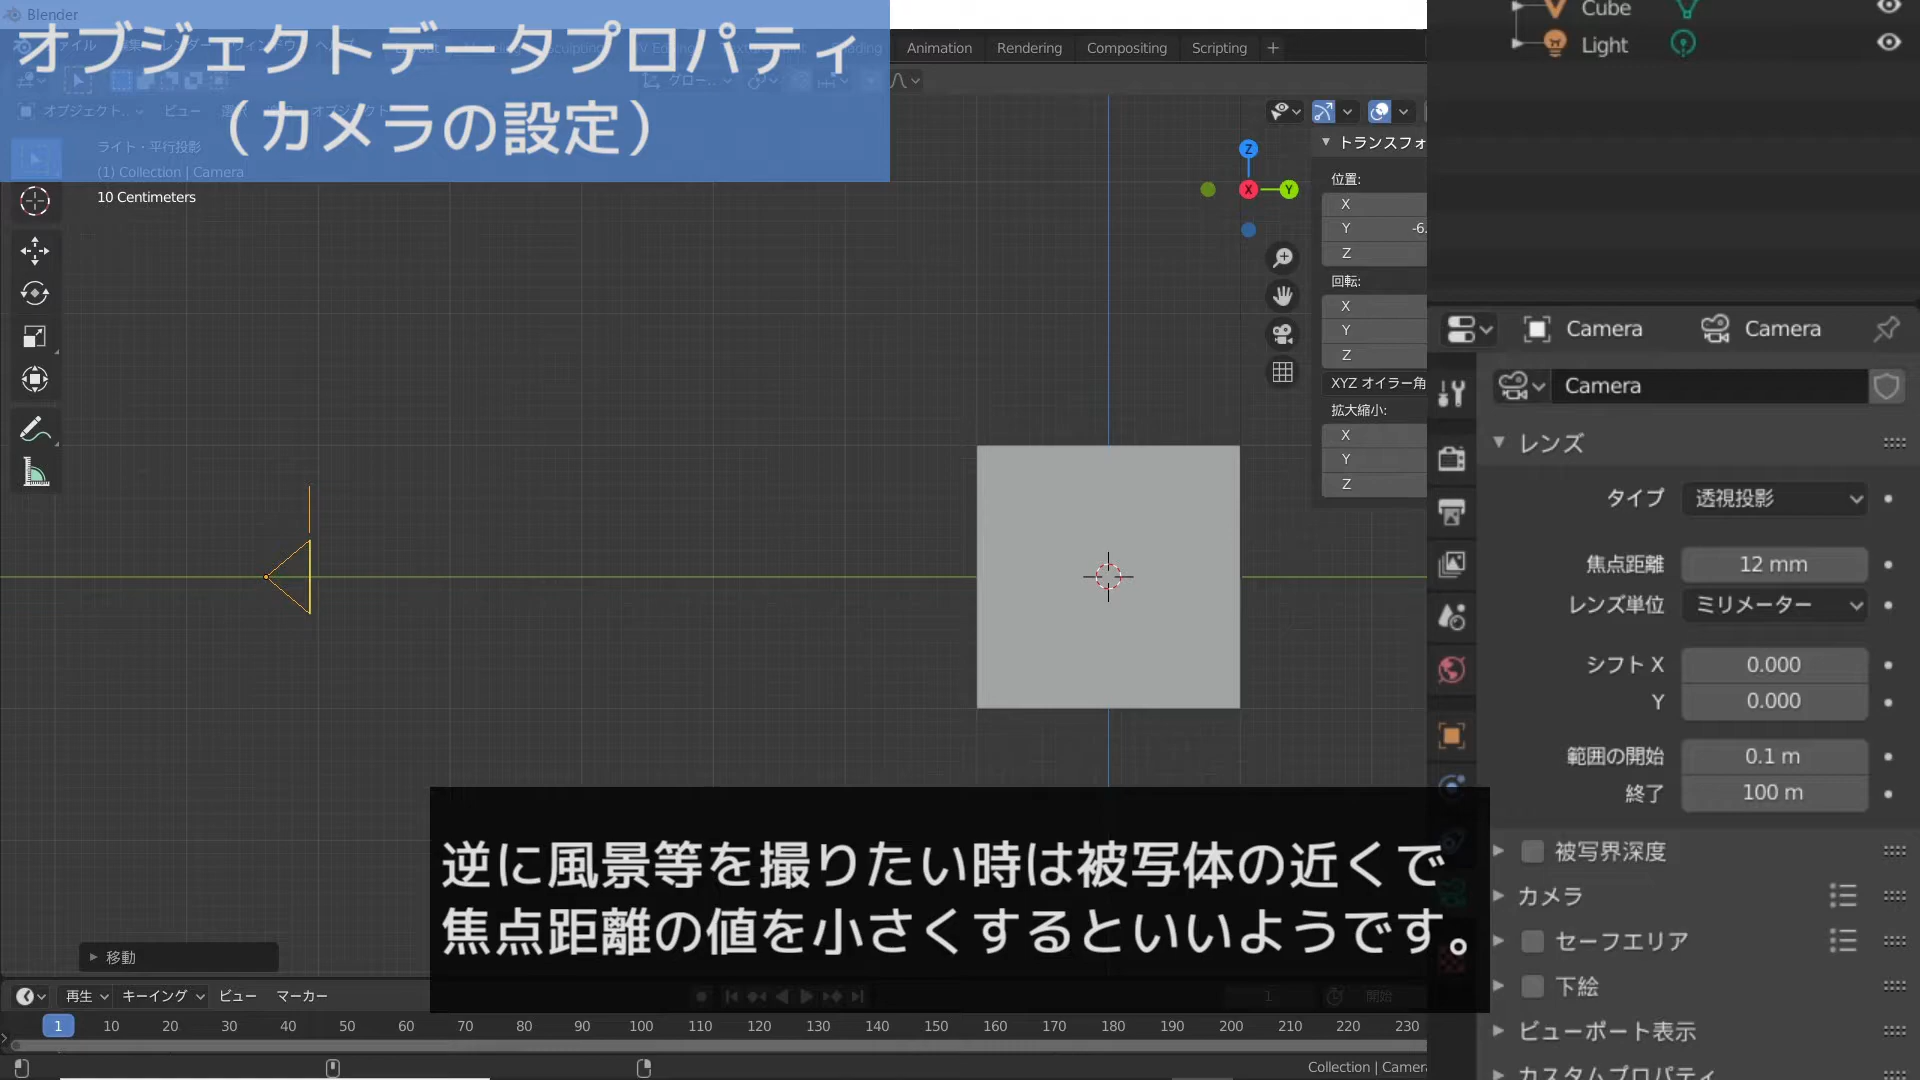 Blender
オブジェクトデータプロパティ
（カメラの設定）
Animation
Rendering
Compositing
Scripting
+
ライト・平行投影
(1) Collection | Camera
10 Centimeters
Z
X
Y
トランスフォ
位置:
X
Y -6.
Z
回転:
X
Y
Z
XYZ オイラー角
拡大縮小:
X
Y
Z
Cube
Light
Camera
Camera
Camera
レンズ
タイプ 透視投影
焦点距離 12 mm
レンズ単位 ミリメーター
シフト X 0.000
Y 0.000
範囲の開始 0.1 m
終了 100 m
被写界深度
カメラ
セーフエリア
下絵
ビューポート表示
カスタムプロパティ
逆に風景等を撮りたい時は被写体の近くで
焦点距離の値を小さくするといいようです。
移動
再生 キーイング ビュー マーカー
1 開始
1 10 20 30 40 50 60 70 80 90 100 110 120 130 140 150 160 170 180 190 200 210 220 230
Collection | Camer